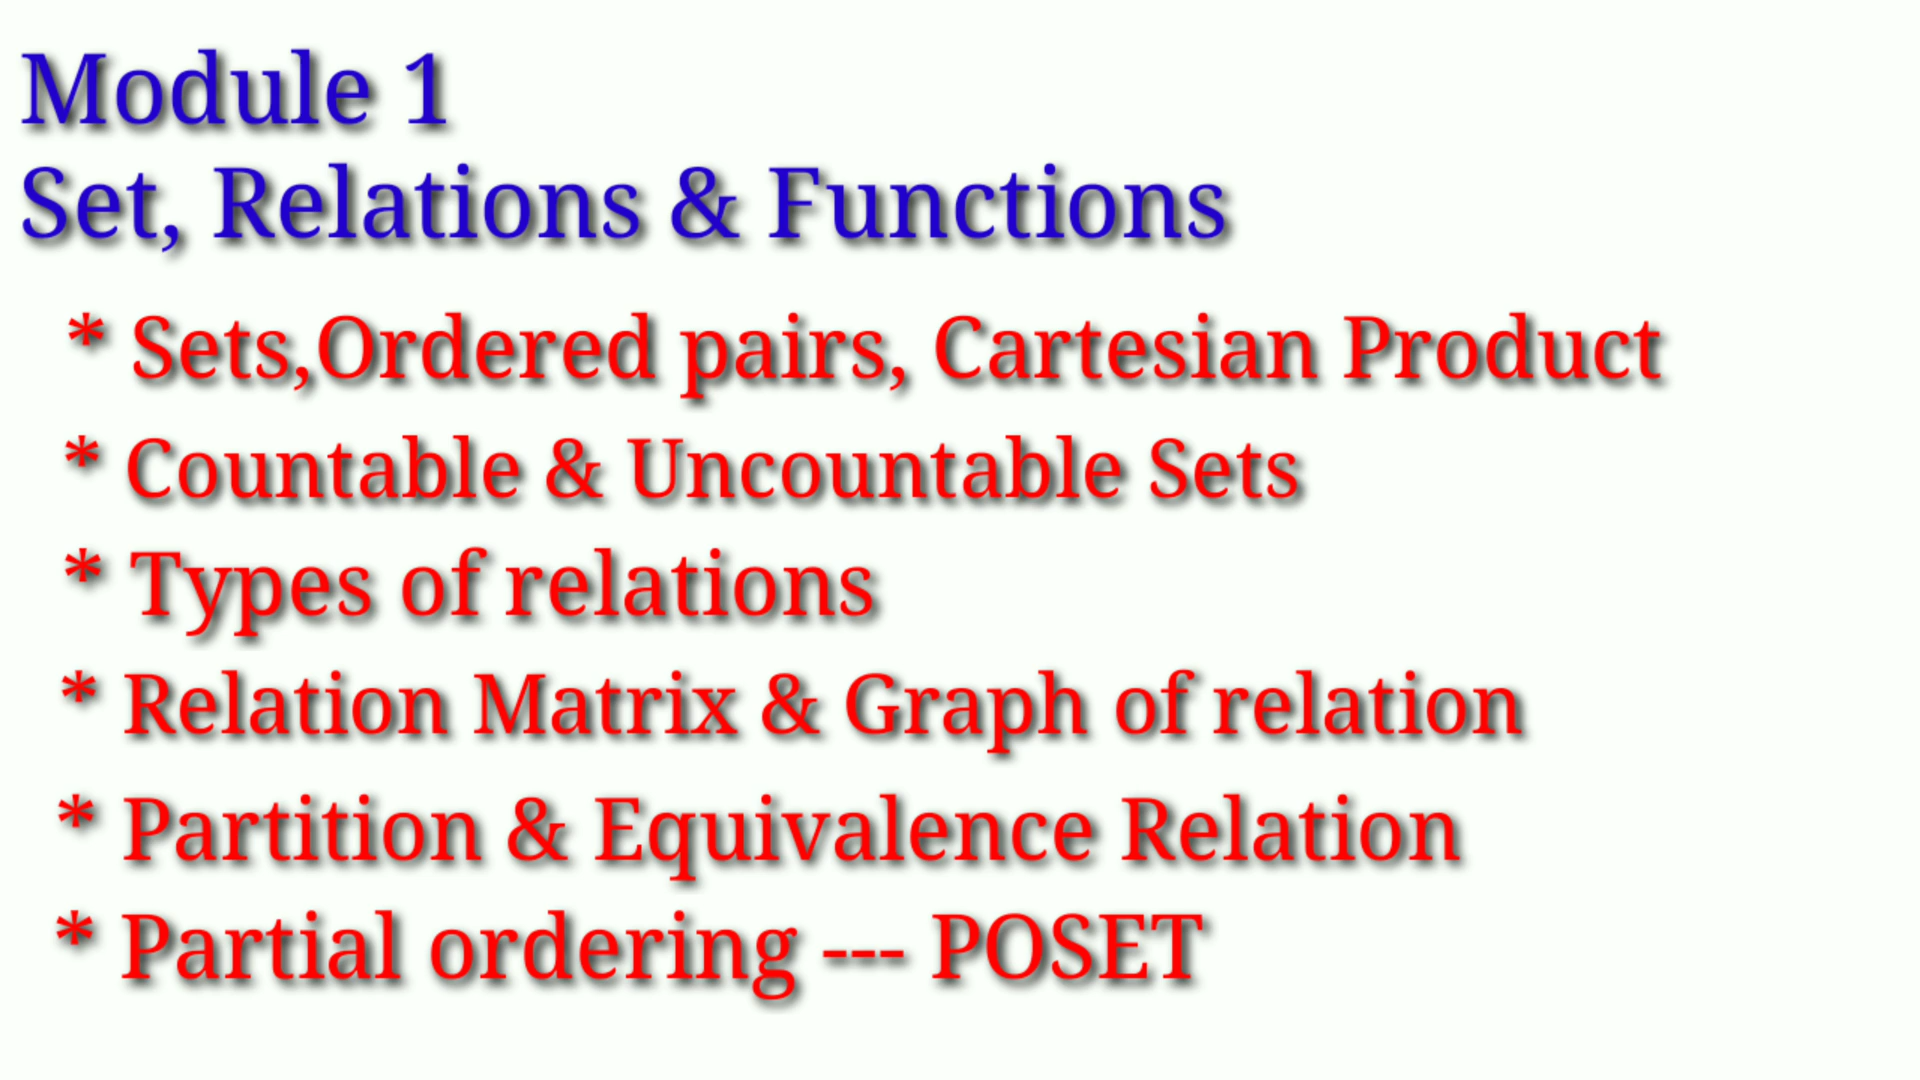 Module 1
Set, Relations & Functions
* Sets,Ordered pairs, Cartesian Product
* Countable & Uncountable Sets
* Types of relations
* Relation Matrix & Graph of relation
* Partition & Equivalence Relation
* Partial ordering --- POSET